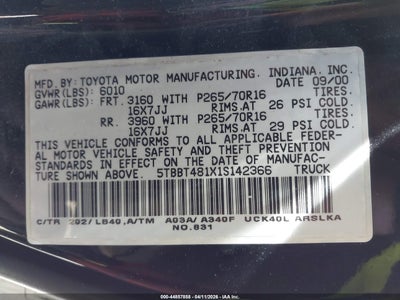 MFD. BY: TOYOTA MOTOR MANUFACTURING, INDIANA, INC.
GVWR (LBS): 6010 09/00
GAWR (LBS): FRT. 3160 WITH P265/70R16 TIRES.
16X7JJ RIMS.AT 26 PSI COLD.
RR. 3960 WITH P265/70R16 TIRES.
16X7JJ RIMS.AT 29 PSI COLD.
THIS VEHICLE CONFORMS TO ALL APPLICABLE FEDER-
AL MOTOR VEHICLE SAFETY AND THEFT PREVENTION
STANDARDS IN EFFECT ON THE DATE OF MANUFAC-
TURE SHOWN ABOVE. 5TBBT481X1S142366 TRUCK
C/TR 202/LB40,A/TM A03A/ A340F UCK40L ARSLKA
NO.831
000-44857858 - 04/11/2026 - IAAI.COM